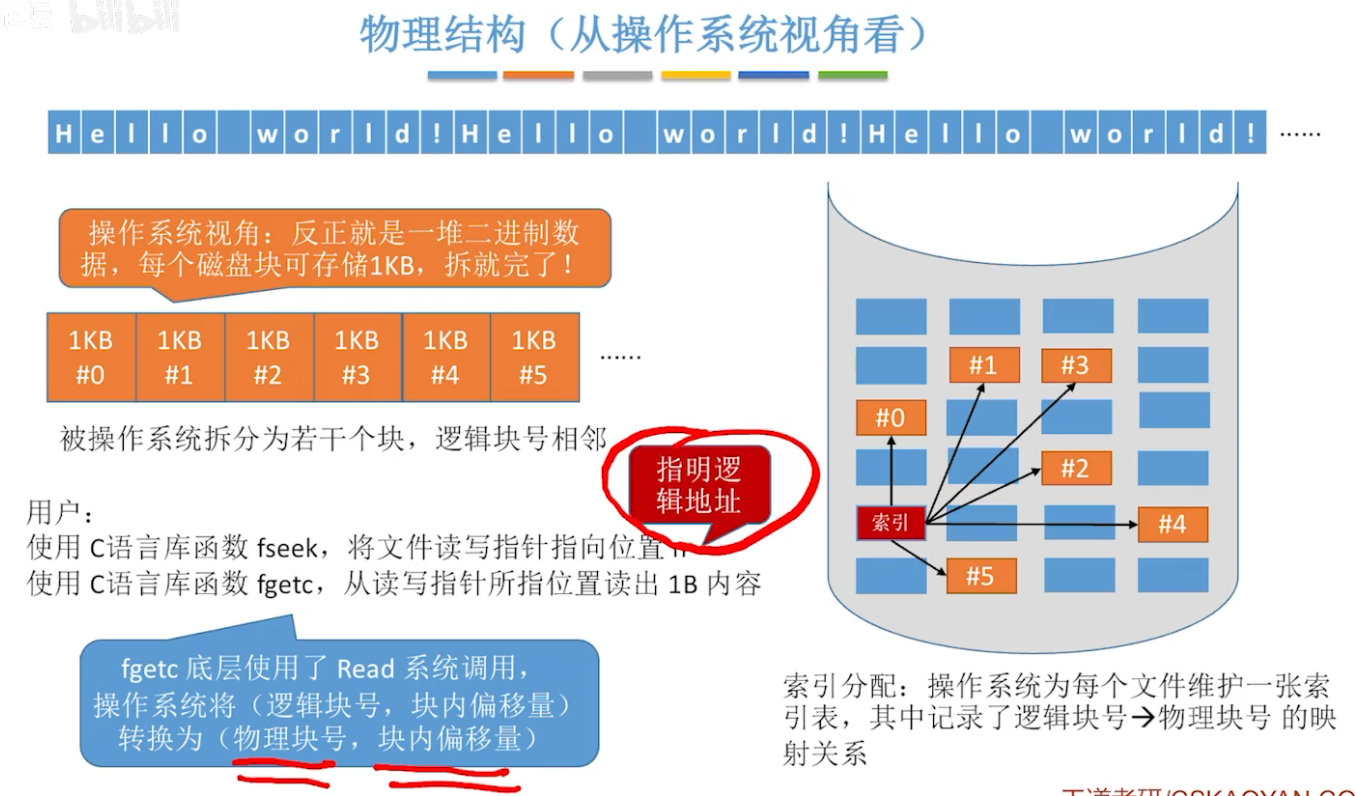 bilibili
物理结构（从操作系统视角看）
Hello world!Hello world!Hello world! ……
操作系统视角：反正就是一堆二进制数
据，每个磁盘块可存储1KB，拆就完了！
1KB 1KB 1KB 1KB 1KB 1KB
#0 #1 #2 #3 #4 #5 ……
被操作系统拆分为若干个块，逻辑块号相邻
指明逻
辑地址
用户：
使用 C语言库函数 fseek，将文件读写指针指向位置 n
使用 C语言库函数 fgetc，从读写指针所指位置读出 1B 内容
fgetc 底层使用了 Read 系统调用，
操作系统将（逻辑块号，块内偏移量）
转换为（物理块号，块内偏移量）
#1 #3
#0
#2
索引 #4
#5
索引分配：操作系统为每个文件维护一张索
引表，其中记录了逻辑块号→物理块号 的映
射关系